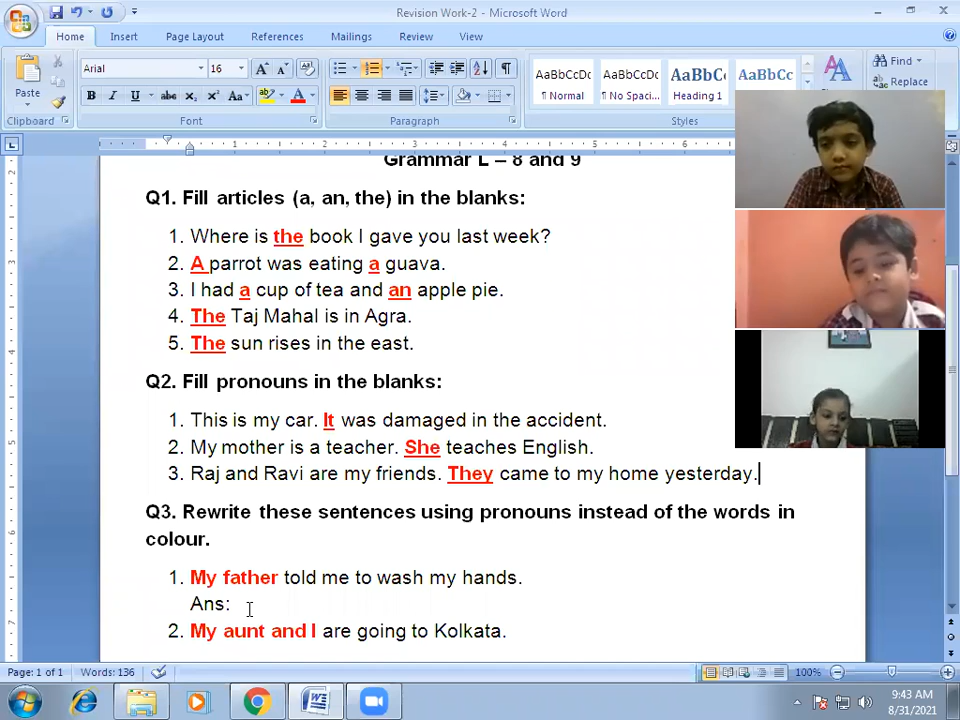 Revision Work-2 - Microsoft Word
Home Insert Page Layout References Mailings Review View
Paste
Clipboard
Arial 16
B I U abc X₂ X² Aa A
Font
Paragraph
AaBbCcDc AaBbCcDc AaBbC AaBbCc
¶ Normal ¶ No Spaci... Heading 1
Styles
Find
Replace
Grammar L – 8 and 9
Q1. Fill articles (a, an, the) in the blanks:
1. Where is the book I gave you last week?
2. A parrot was eating a guava.
3. I had a cup of tea and an apple pie.
4. The Taj Mahal is in Agra.
5. The sun rises in the east.
Q2. Fill pronouns in the blanks:
1. This is my car. It was damaged in the accident.
2. My mother is a teacher. She teaches English.
3. Raj and Ravi are my friends. They came to my home yesterday.
Q3. Rewrite these sentences using pronouns instead of the words in
colour.
1. My father told me to wash my hands.
Ans:
2. My aunt and I are going to Kolkata.
Page: 1 of 1 Words: 136 100%
9:43 AM
8/31/2021